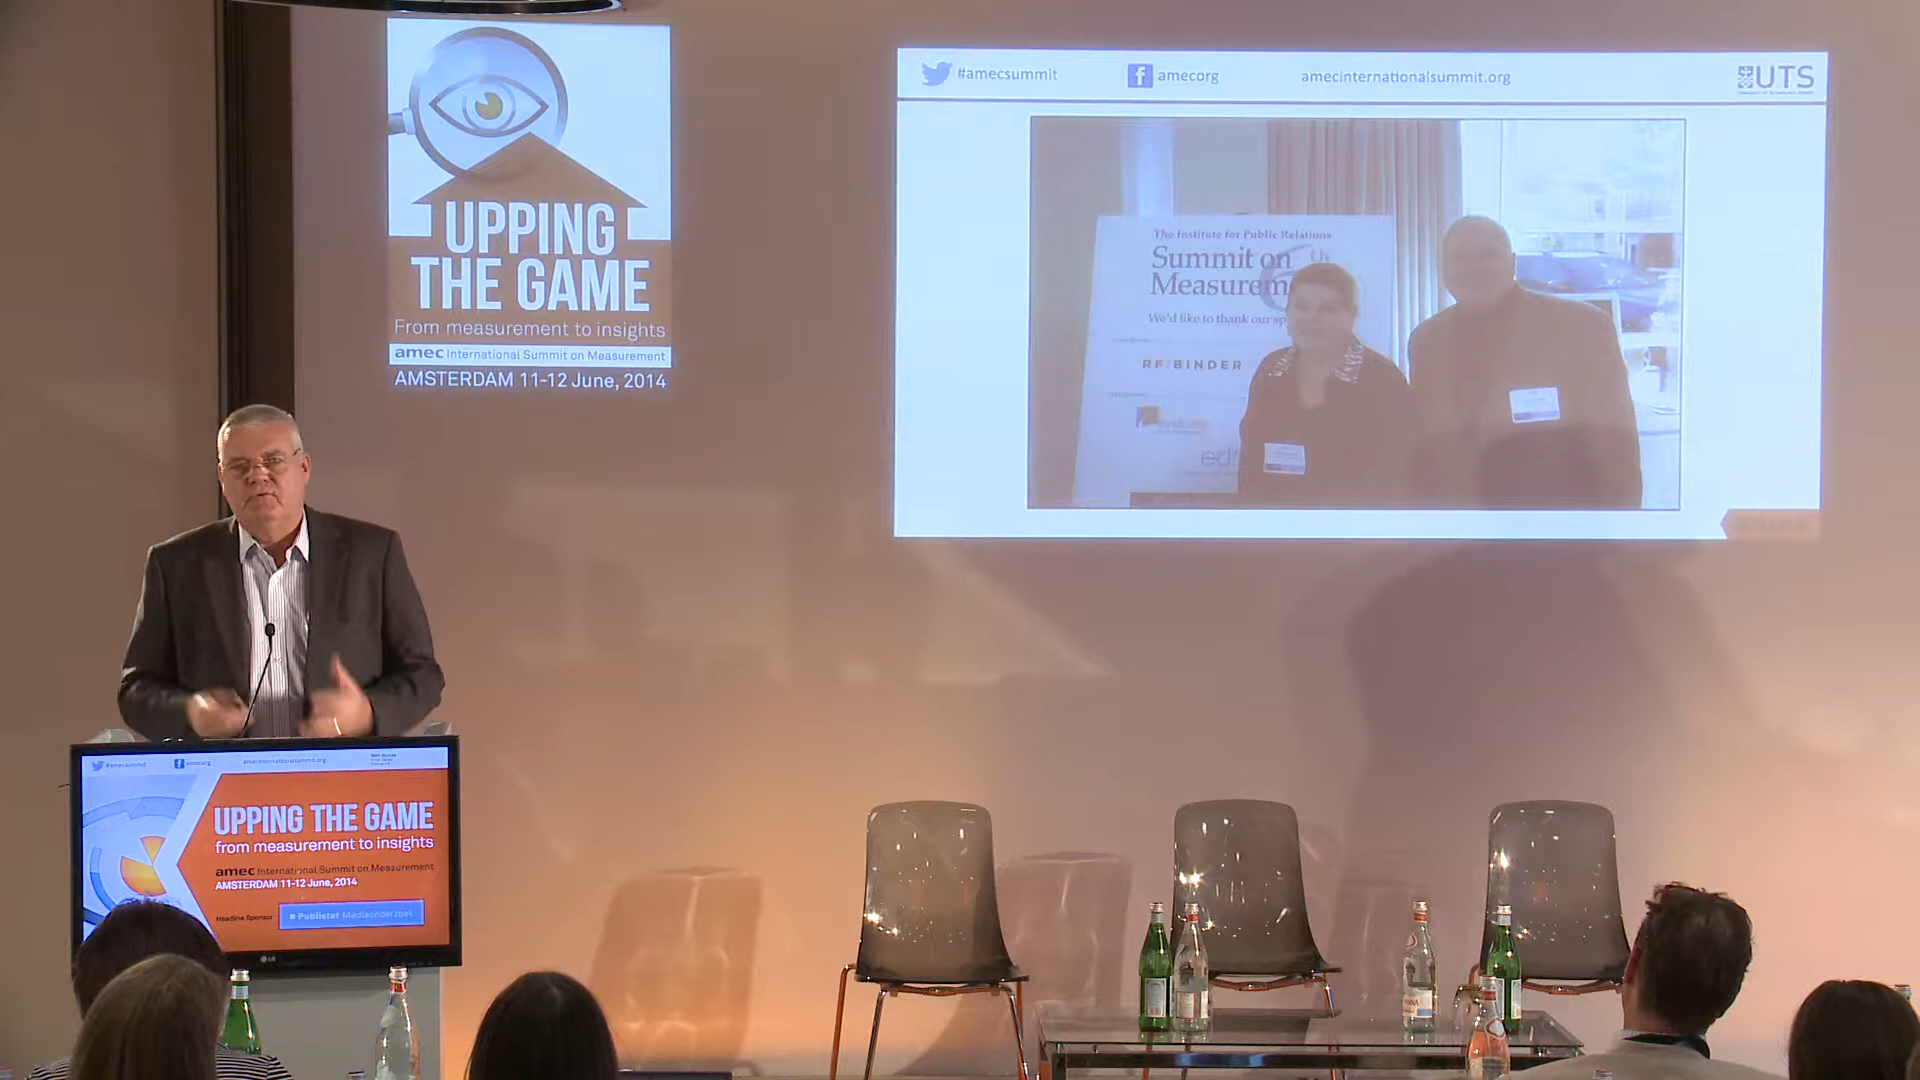 UPPING
THE GAME
From measurement to insights
amec International Summit on Measurement
AMSTERDAM 11-12 June, 2014
#amecsummit
amecorg
amecinternationalsummit.org
UTS
The Institute for Public Relations
Summit on
Measurem
We'd like to thank our sp
RF BINDER
#amecsummit
amecorg
amecinternationalsummit.org
UPPING THE GAME
from measurement to insights
amec International Summit on Measurement
AMSTERDAM 11-12 June, 2014
Headline Sponsor
Publistat Mediaonderzoek
LG